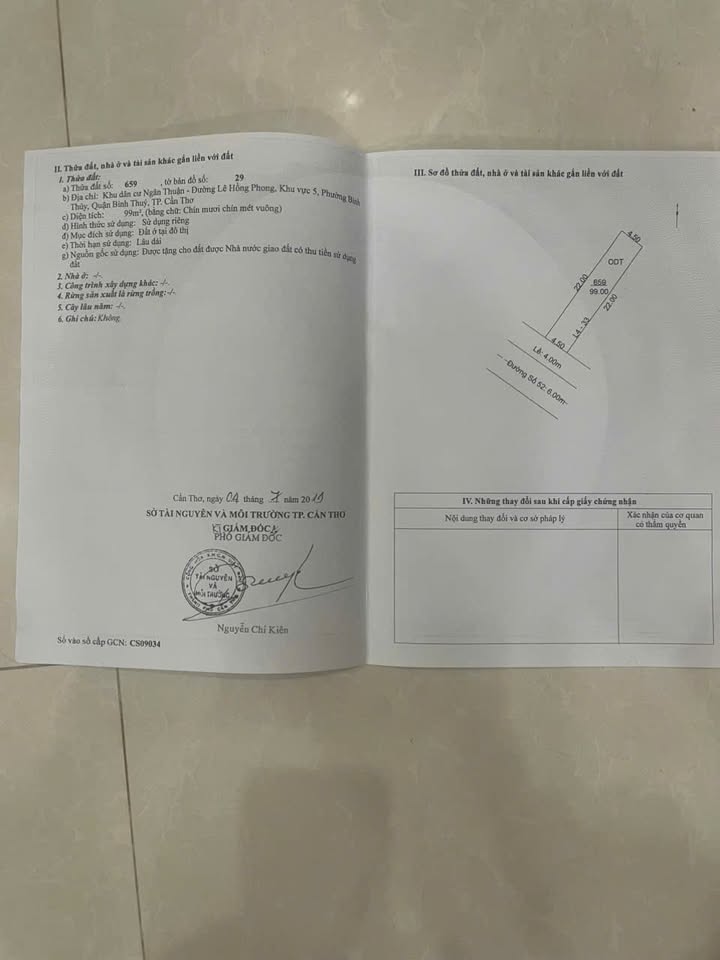 II. Thửa đất, nhà ở và tài sản khác gắn liền với đất
1. Thửa đất:
a) Thửa đất số: 659 , tờ bản đồ số: 29
b) Địa chỉ: Khu dân cư Ngân Thuận - Đường Lê Hồng Phong, Khu vực 5, Phường Bình
Thủy, Quận Bình Thuỷ, TP. Cần Thơ
c) Diện tích: 99m², (bằng chữ: Chín mươi chín mét vuông)
d) Hình thức sử dụng: Sử dụng riêng
đ) Mục đích sử dụng: Đất ở tại đô thị
e) Thời hạn sử dụng: Lâu dài
g) Nguồn gốc sử dụng: Được tặng cho đất được Nhà nước giao đất có thu tiền sử dụng
đất
2. Nhà ở: -/-.
3. Công trình xây dựng khác: -/-.
4. Rừng sản xuất là rừng trồng: -/-.
5. Cây lâu năm: -/-.
6. Ghi chú: Không.
Cần Thơ, ngày 04 tháng 7 năm 2019
SỞ TÀI NGUYÊN VÀ MÔI TRƯỜNG TP. CẦN THƠ
KT GIÁM ĐỐC
PHÓ GIÁM ĐỐC
SỞ
TÀI NGUYÊN
VÀ
MÔI TRƯỜNG
Nguyễn Chí Kiên
Số vào sổ cấp GCN: CS09034
III. Sơ đồ thửa đất, nhà ở và tài sản khác gắn liền với đất
4.50
ODT
22.00
659
99.00
22.00
L4 - 33
4.50
Lề: 4.00m
Đường Số 52: 6.00m
IV. Những thay đổi sau khi cấp giấy chứng nhận
Nội dung thay đổi và cơ sở pháp lý
Xác nhận của cơ quan
có thẩm quyền